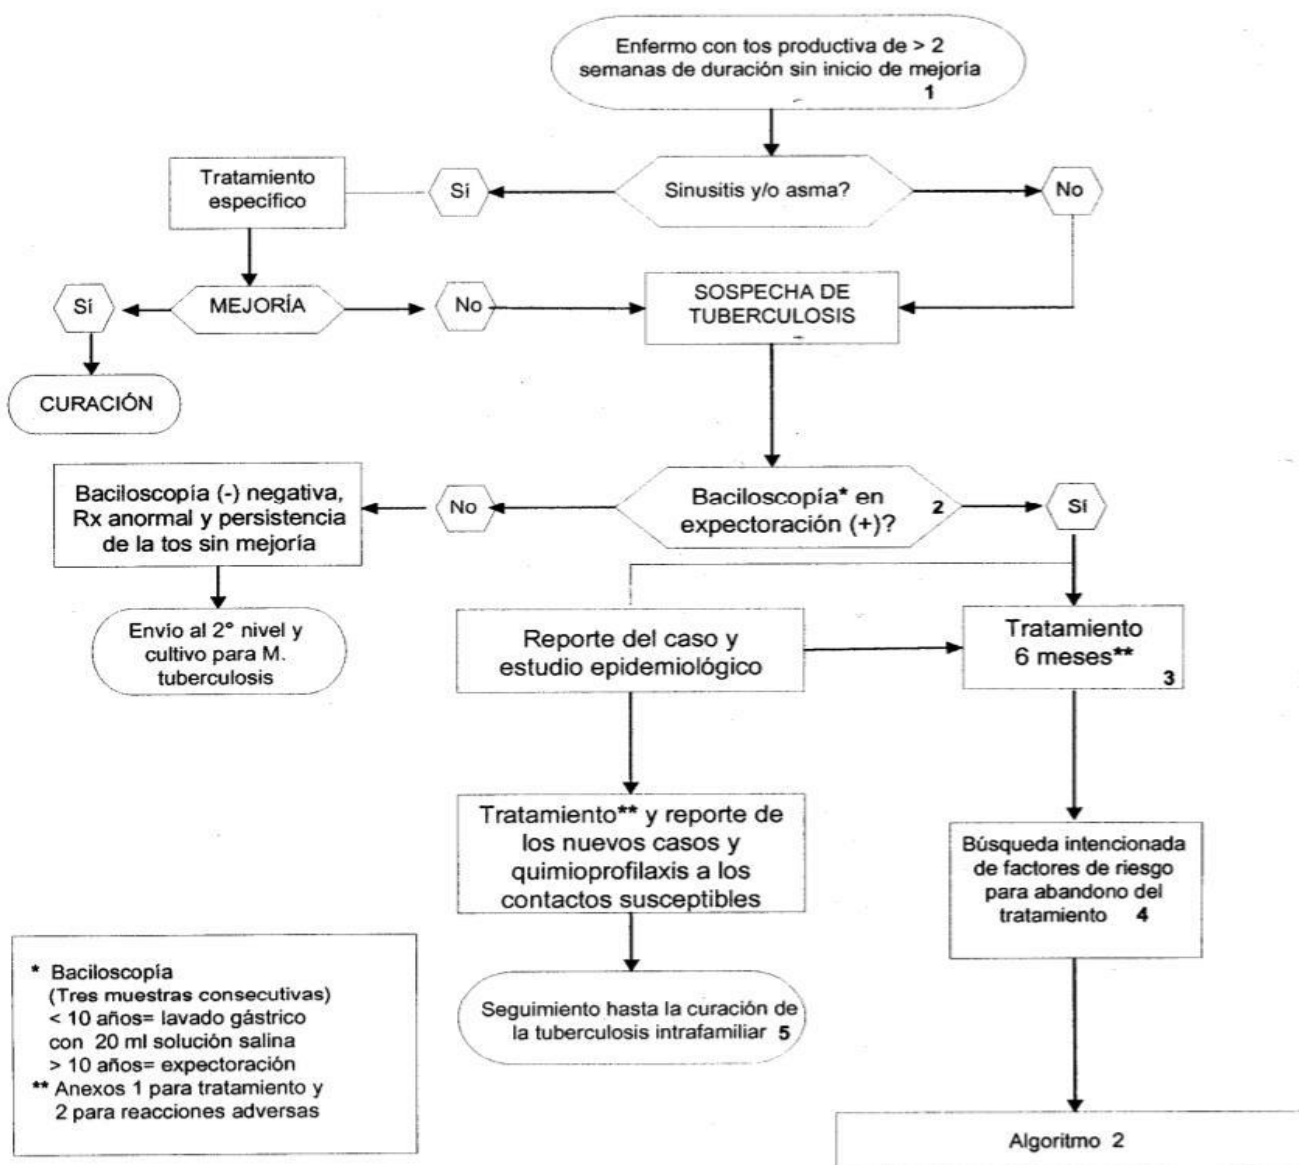 Enfermo con tos productiva de > 2
semanas de duración sin inicio de mejoría
1
Tratamiento
específico
Sí
Sinusitis y/o asma?
No
Sí
MEJORÍA
No
SOSPECHA DE
TUBERCULOSIS
CURACIÓN
Baciloscopía (-) negativa,
Rx anormal y persistencia
de la tos sin mejoría
No
Baciloscopía* en
expectoración (+)?
2
Sí
Envío al 2° nivel y
cultivo para M.
tuberculosis
Reporte del caso y
estudio epidemiológico
Tratamiento
6 meses**
3
Tratamiento** y reporte de
los nuevos casos y
quimioprofilaxis a los
contactos susceptibles
Búsqueda intencionada
de factores de riesgo
para abandono del
tratamiento 4
* Baciloscopía
(Tres muestras consecutivas)
< 10 años= lavado gástrico
con 20 ml solución salina
> 10 años= expectoración
** Anexos 1 para tratamiento y
2 para reacciones adversas
Seguimiento hasta la curación de
la tuberculosis intrafamiliar 5
Algoritmo 2